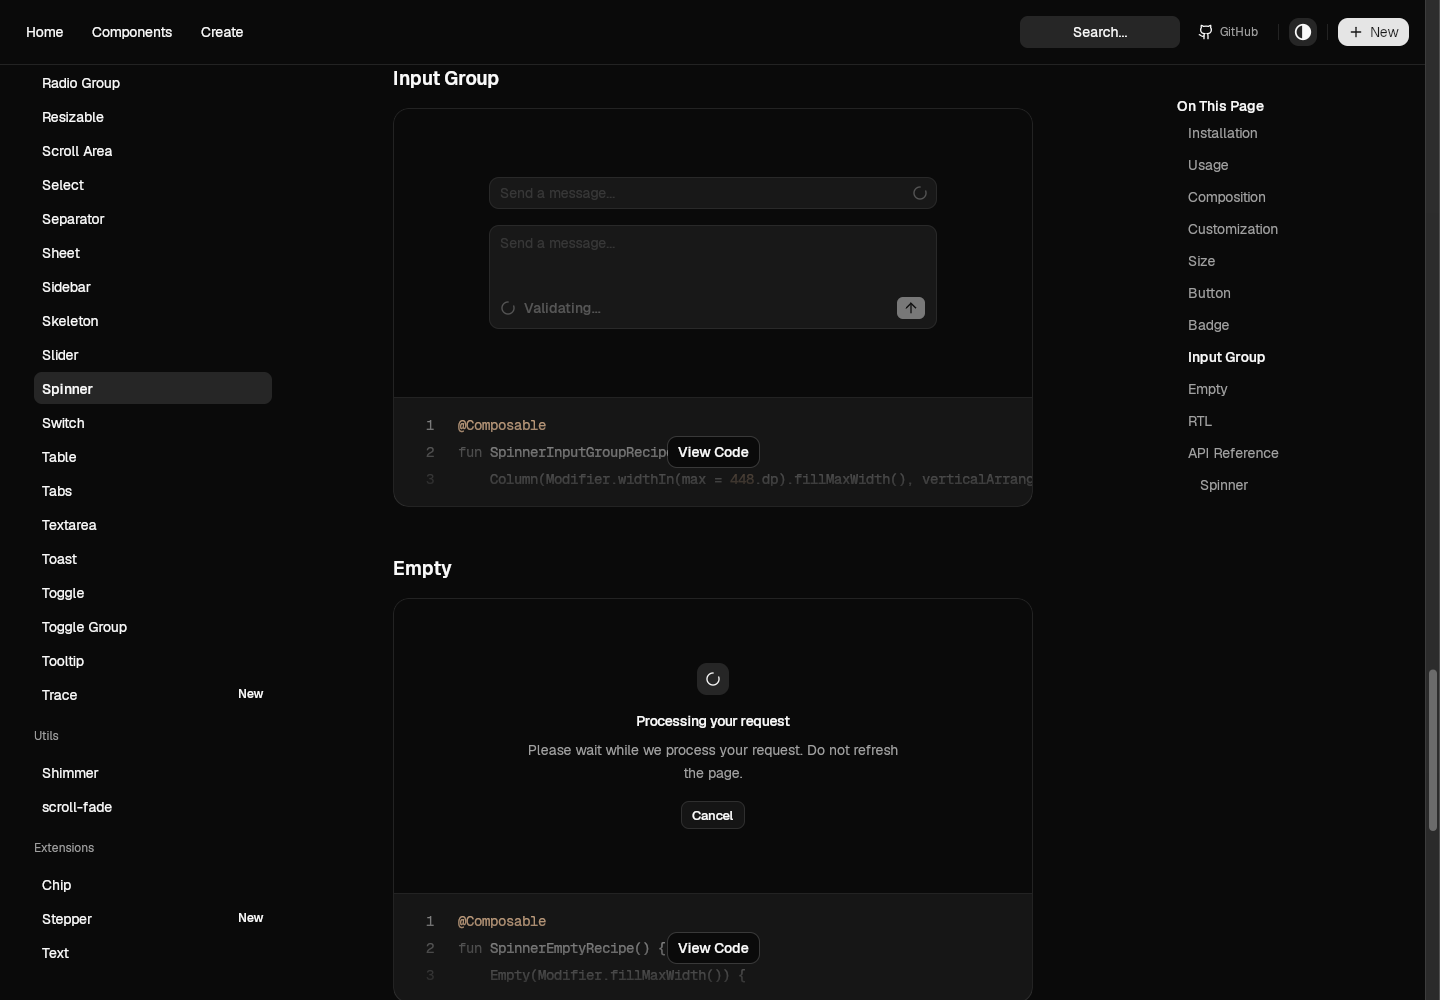 Home
Components
Create
Search...
GitHub
New
Radio Group
Resizable
Scroll Area
Select
Separator
Sheet
Sidebar
Skeleton
Slider
Spinner
Switch
Table
Tabs
Textarea
Toast
Toggle
Toggle Group
Tooltip
Trace
New
Utils
Shimmer
scroll-fade
Extensions
Chip
Stepper
New
Text
Input Group
Send a message...
Send a message...
Validating...
1 @Composable
2 fun SpinnerInputGroupRecip
View Code
3 Column(Modifier.widthIn(max = 448.dp).fillMaxWidth(), verticalArrang
Empty
Processing your request
Please wait while we process your request. Do not refresh
the page.
Cancel
1 @Composable
2 fun SpinnerEmptyRecipe() {
View Code
3 Empty(Modifier.fillMaxWidth()) {
On This Page
Installation
Usage
Composition
Customization
Size
Button
Badge
Input Group
Empty
RTL
API Reference
Spinner